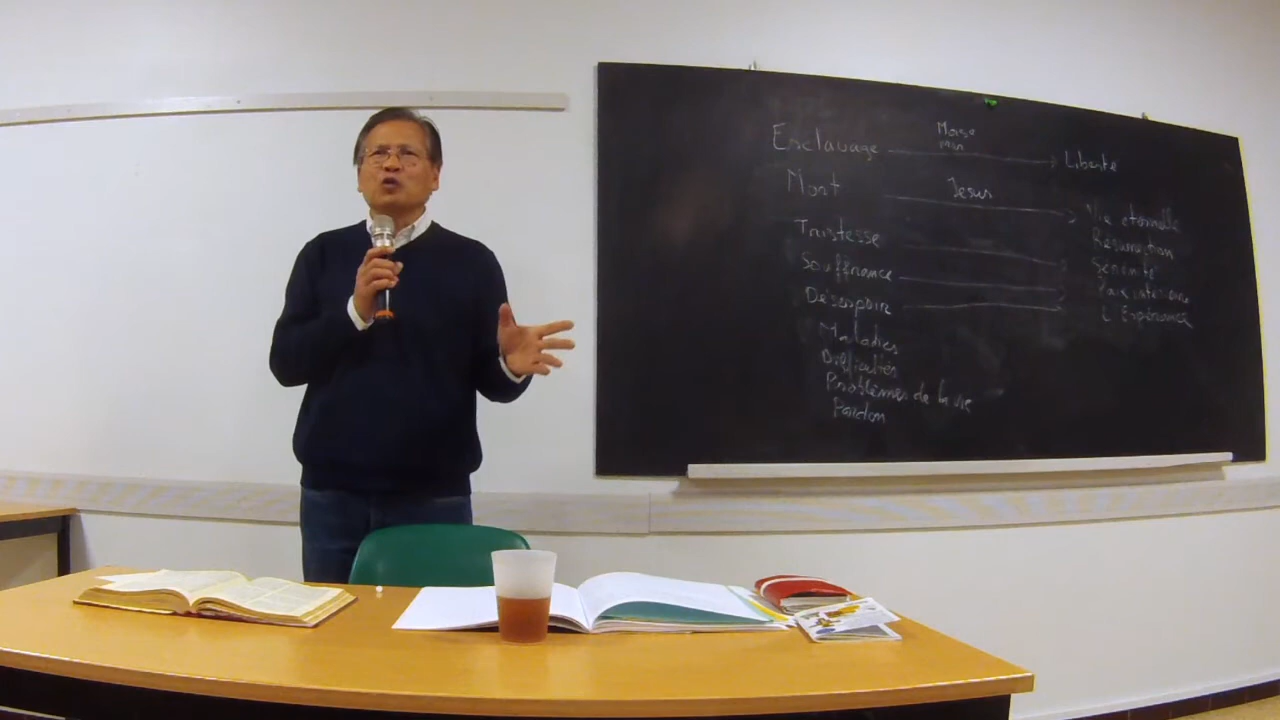 Esclavage Moise Liberté
Mort Jésus Vie éternelle
Tristesse Résurrection
Souffrance Sérénité
Désespoir Paix intérieure
L'Espérance
Maladies
Difficultés
Problèmes de la vie
Pardon